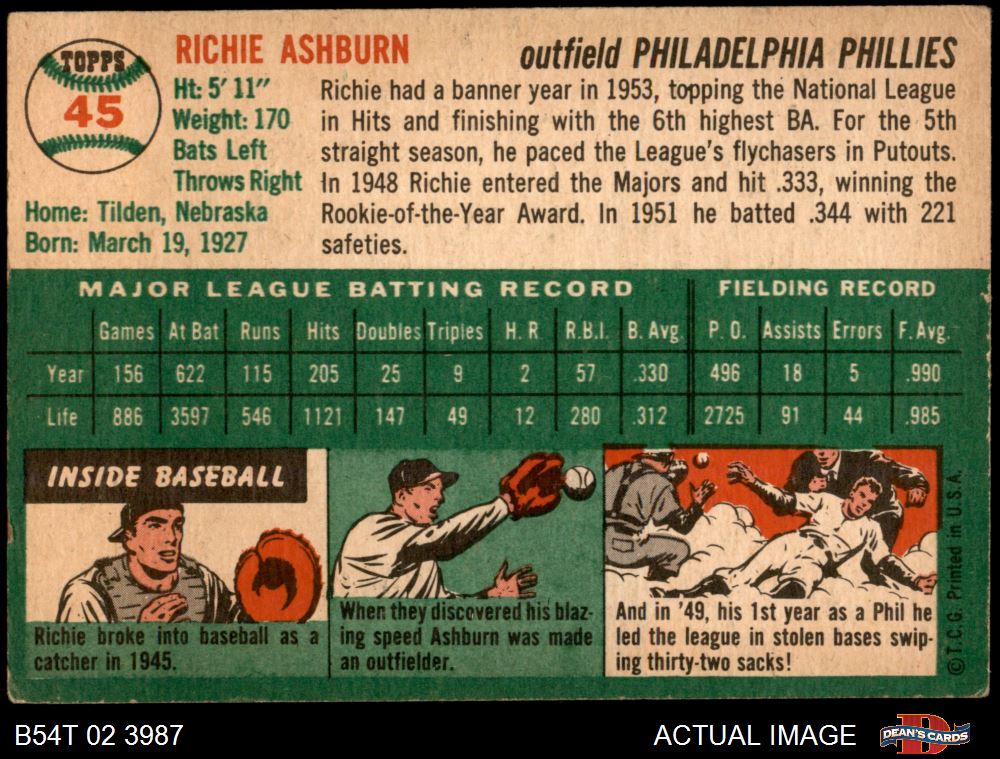 TOPPS
45
RICHIE ASHBURN
outfield PHILADELPHIA PHILLIES
Ht: 5' 11"
Weight: 170
Bats Left
Throws Right
Home: Tilden, Nebraska
Born: March 19, 1927
Richie had a banner year in 1953, topping the National League
in Hits and finishing with the 6th highest BA. For the 5th
straight season, he paced the League's flychasers in Putouts.
In 1948 Richie entered the Majors and hit .333, winning the
Rookie-of-the-Year Award. In 1951 he batted .344 with 221
safeties.
MAJOR LEAGUE BATTING RECORD FIELDING RECORD
Games At Bat Runs Hits Doubles Triples H. R R.B.I. B. Avg. P. O. Assists Errors F. Avg.
Year 156 622 115 205 25 9 2 57 .330 496 18 5 .990
Life 886 3597 546 1121 147 49 12 280 .312 2725 91 44 .985
INSIDE BASEBALL
Richie broke into baseball as a
catcher in 1945.
When they discovered his blaz-
ing speed Ashburn was made
an outfielder.
And in '49, his 1st year as a Phil he
led the league in stolen bases swip-
ing thirty-two sacks!
© T.C.G. Printed in U.S.A.
B54T 02 3987
ACTUAL IMAGE
DEAN'S CARDS